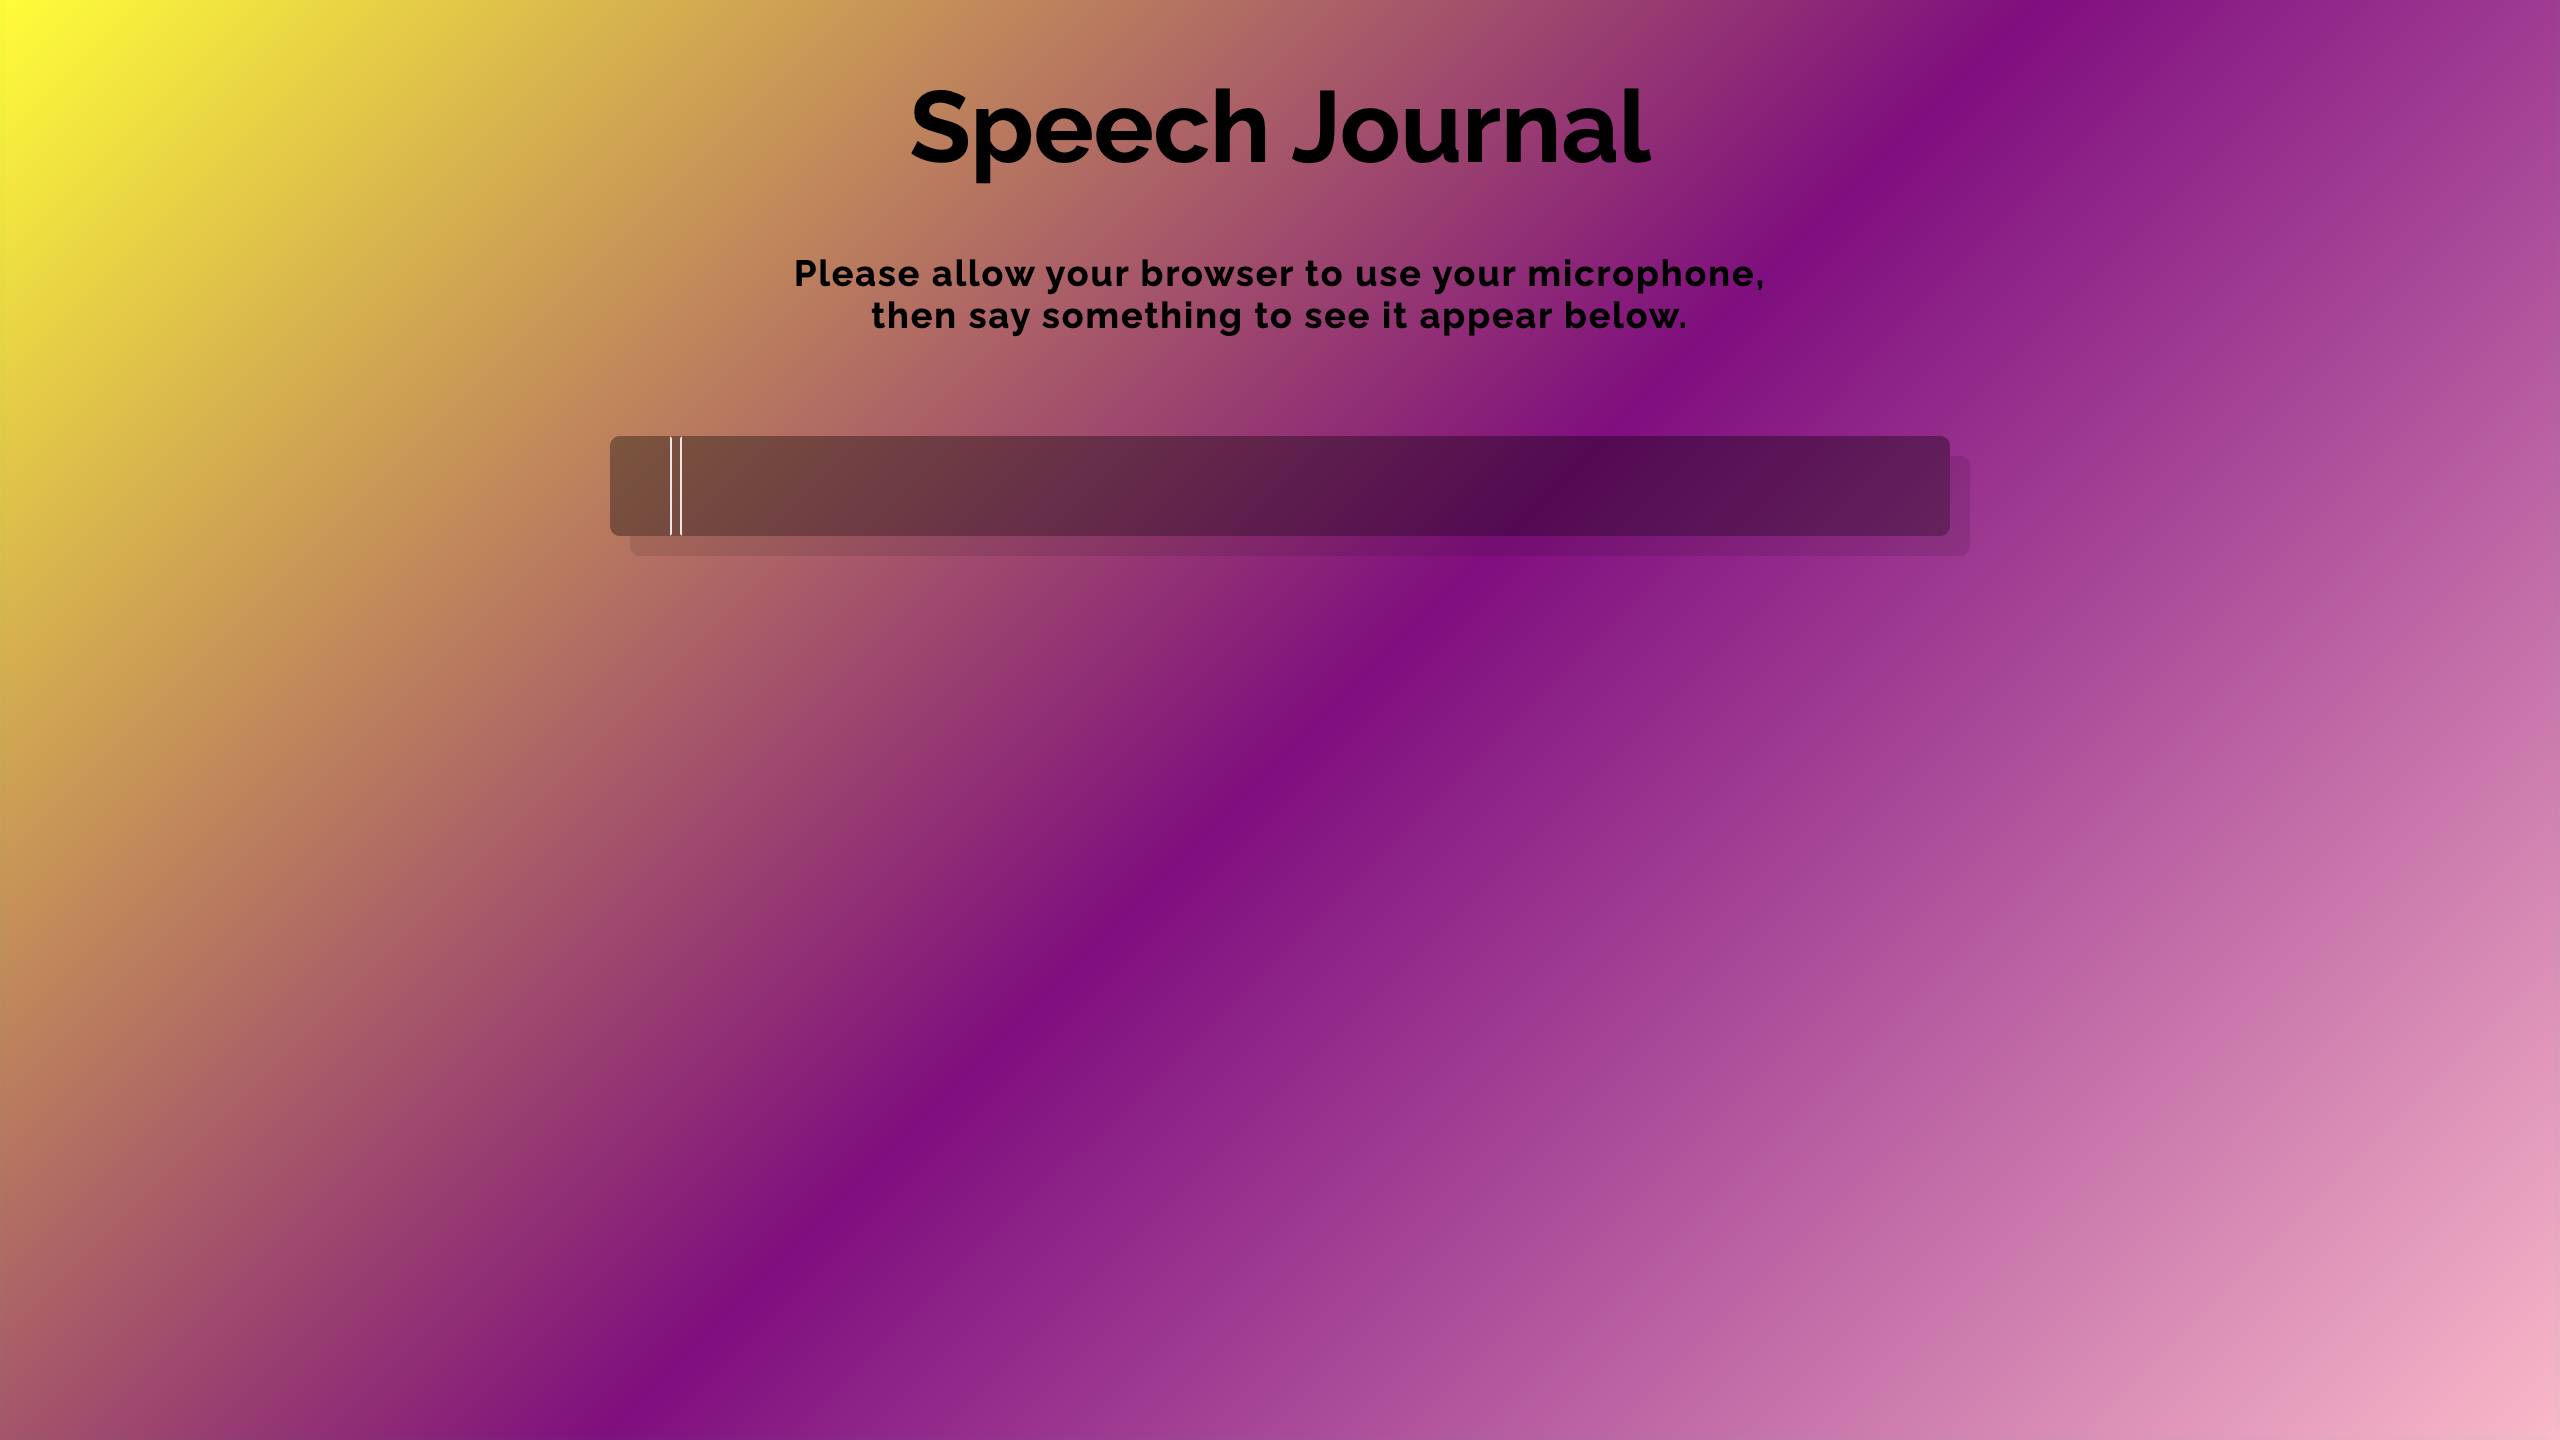 Speech Journal
Please allow your browser to use your microphone,
then say something to see it appear below.